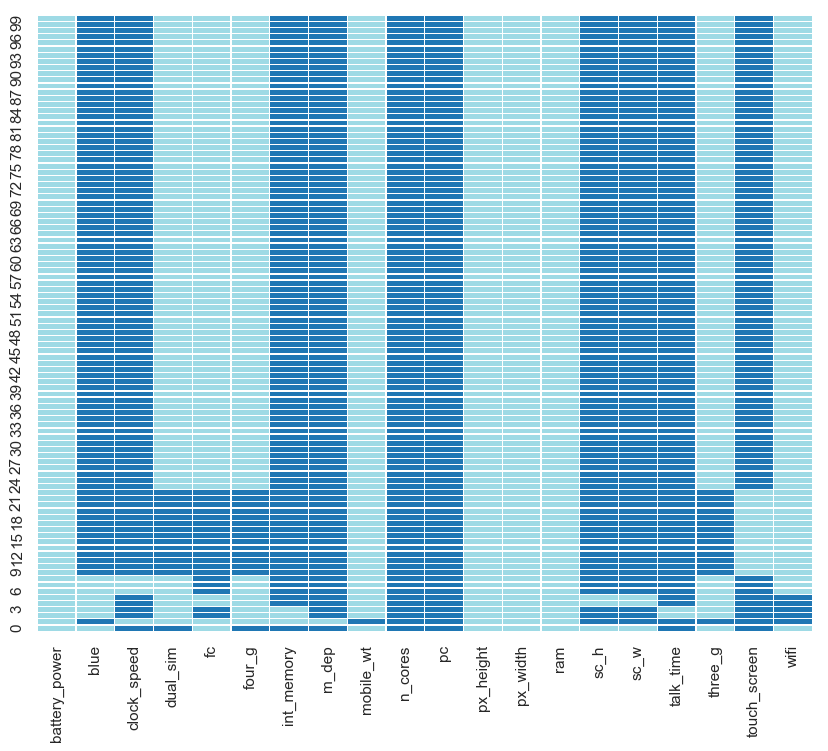 99
96
93
90
87
84
81
78
75
72
69
66
63
60
57
54
51
48
45
42
39
36
33
30
27
24
21
18
15
12
9
6
3
0
battery_power
blue
clock_speed
dual_sim
fc
four_g
int_memory
m_dep
mobile_wt
n_cores
pc
px_height
px_width
ram
sc_h
sc_w
talk_time
three_g
touch_screen
wifi